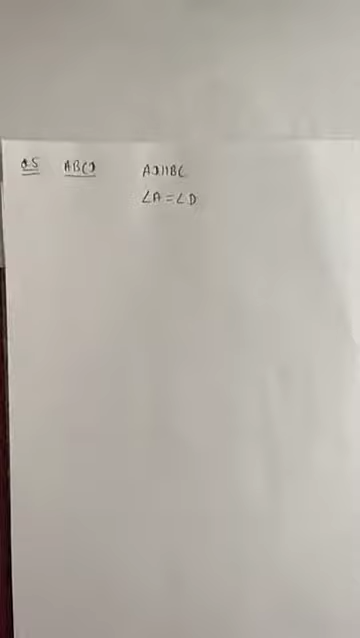 Q5 ABCD AD||BC
∠A = ∠D